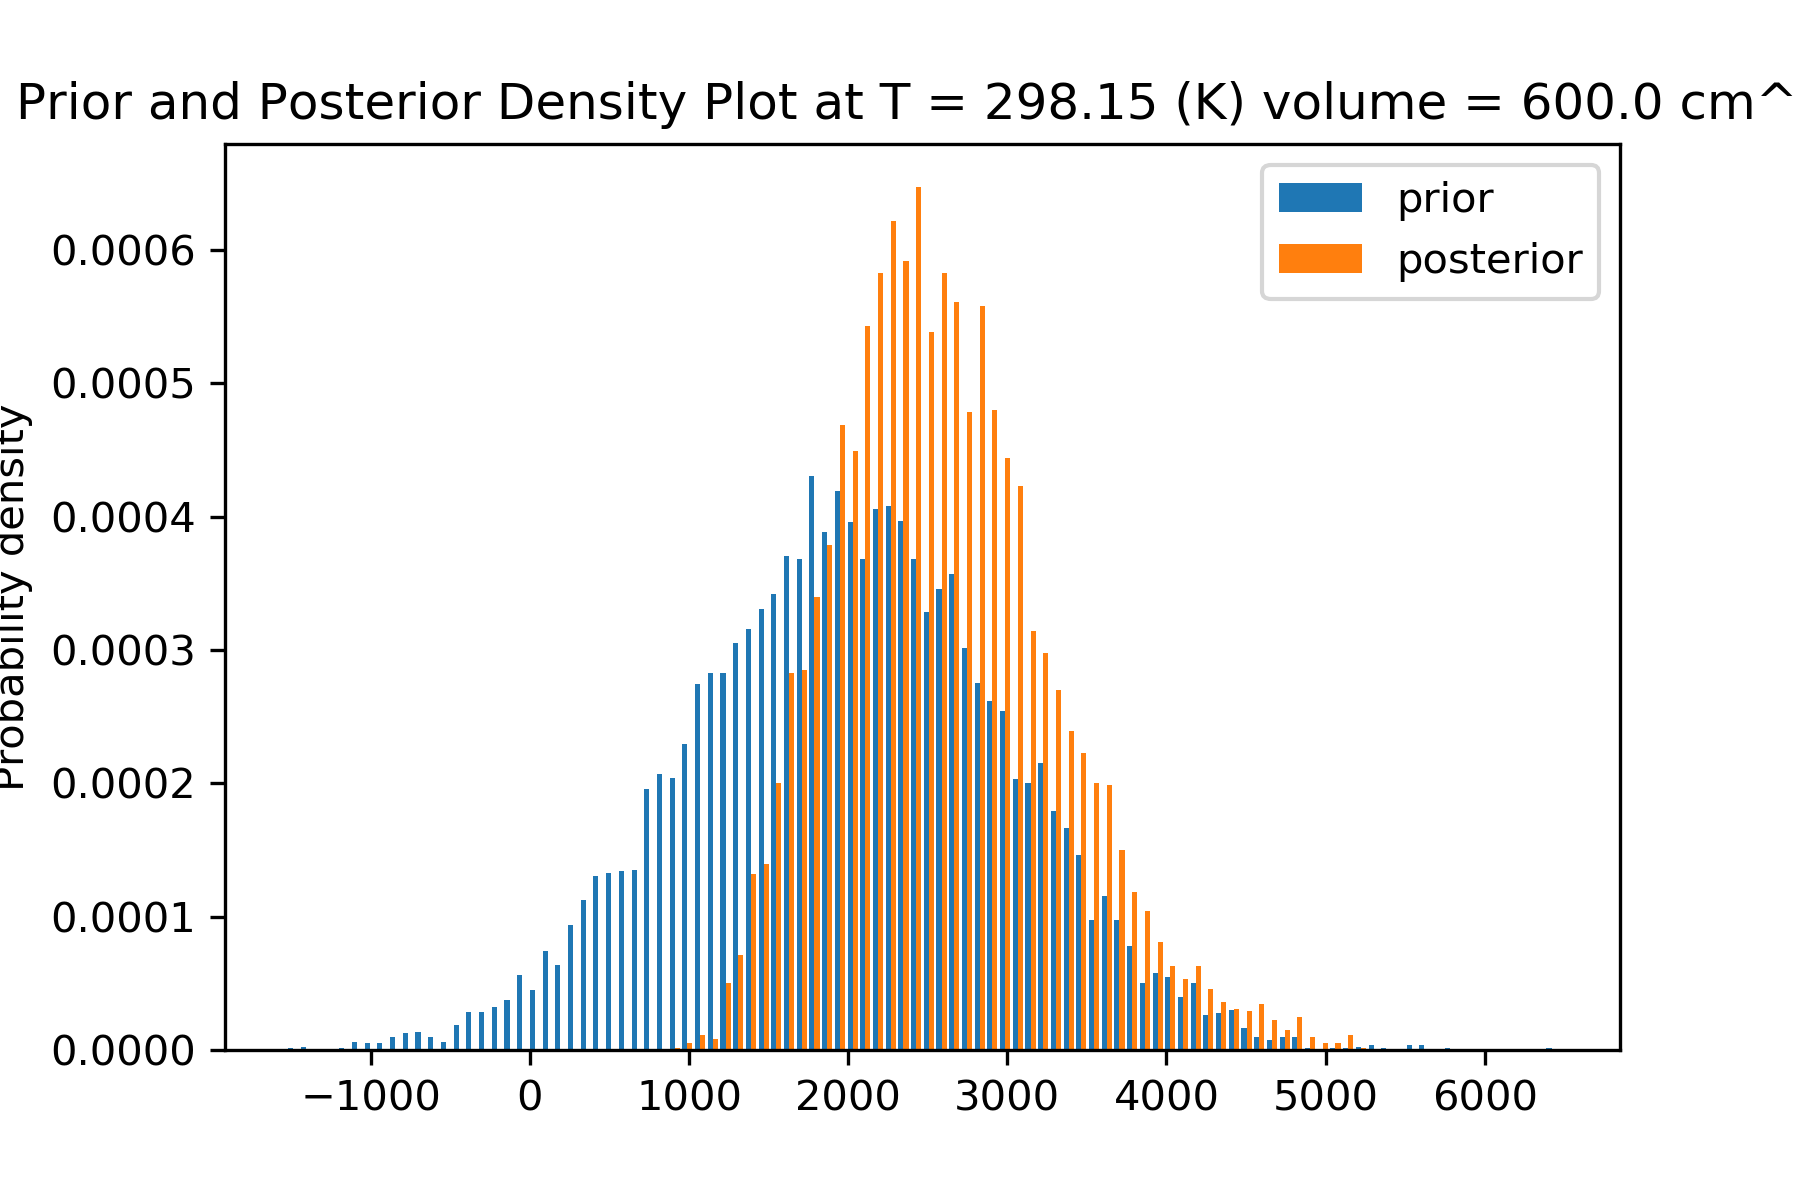 Prior and Posterior Density Plot at T = 298.15 (K) volume = 600.0 cm^
prior
posterior
Probability density
0.0006
0.0005
0.0004
0.0003
0.0002
0.0001
0.0000
−1000 0 1000 2000 3000 4000 5000 6000